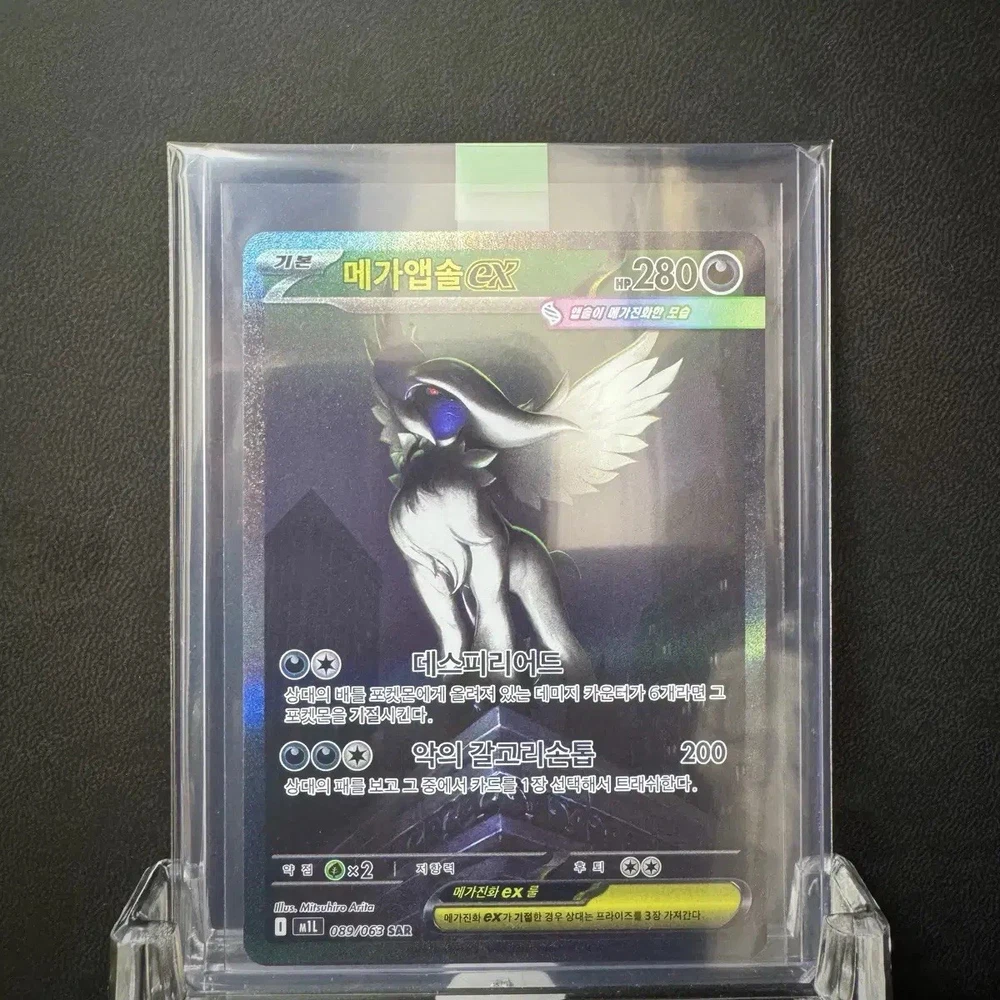 기본 메가앱솔 ex HP 280
앱솔이 메가진화한 모습
데스피리어드
상대의 배틀 포켓몬에게 올려져 있는 데미지 카운터가 6개라면 그
포켓몬을 기절시킨다.
악의 갈고리손톱 200
상대의 패를 보고 그 중에서 카드를 1장 선택해서 트래쉬한다.
약점 ×2 저항력 후퇴
메가진화 ex 룰
메가진화 ex가 기절한 경우 상대는 프라이즈를 3장 가져간다.
Illus. Mitsuhiro Arita
I M1L 089/063 SAR